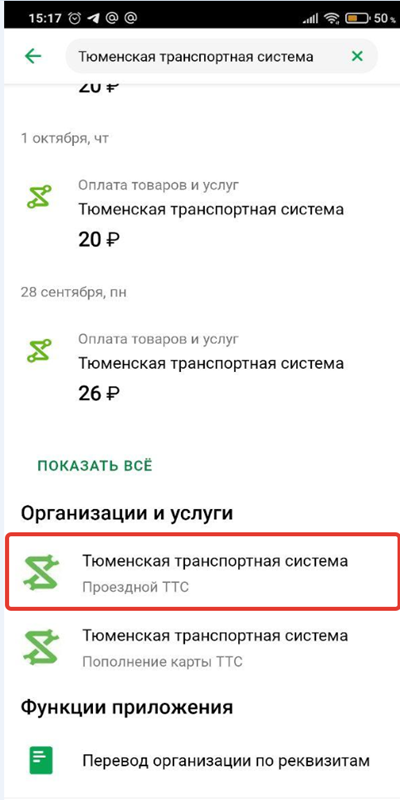 15:17 50 %
Тюменская транспортная система
20 ₽
1 октября, чт
Оплата товаров и услуг
Тюменская транспортная система
20 ₽
28 сентября, пн
Оплата товаров и услуг
Тюменская транспортная система
26 ₽
ПОКАЗАТЬ ВСЁ
Организации и услуги
Тюменская транспортная система
Проездной ТТС
Тюменская транспортная система
Пополнение карты ТТС
Функции приложения
Перевод организации по реквизитам